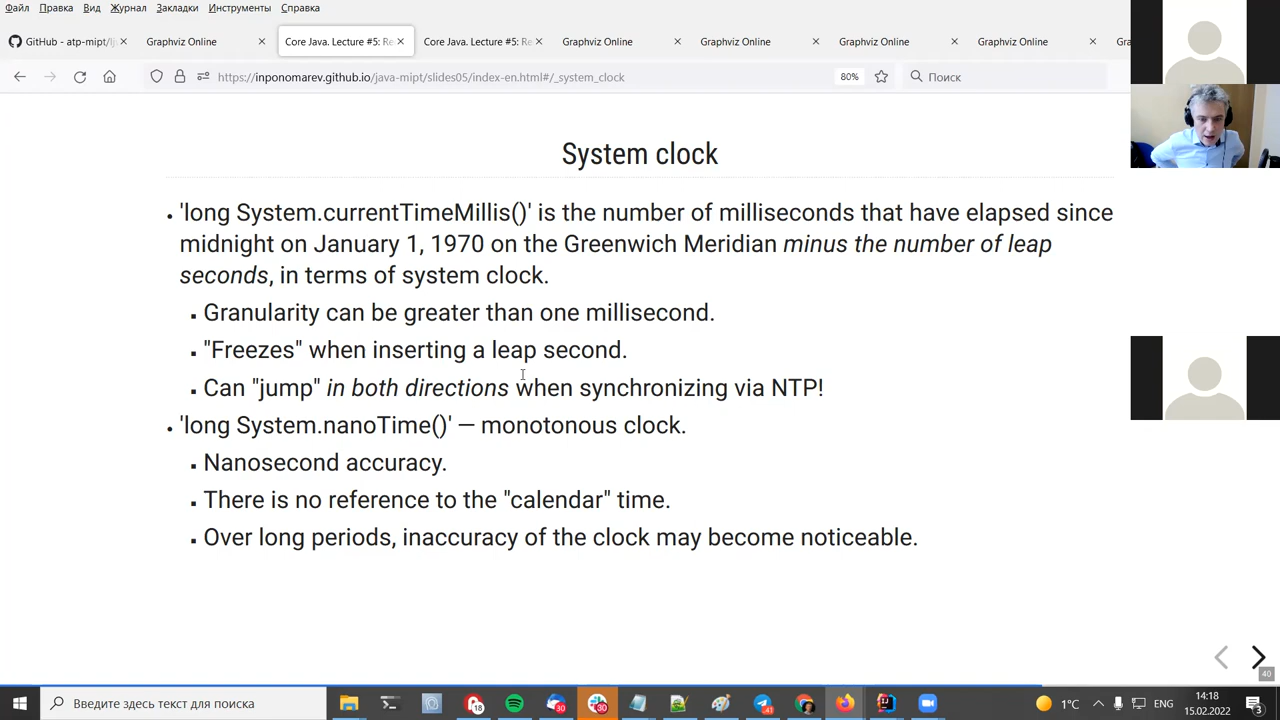 Файл Правка Вид Журнал Закладки Инструменты Справка
GitHub - atp-mipt/lj Graphviz Online Core Java. Lecture #5: Re Core Java. Lecture #5: Re Graphviz Online Graphviz Online Graphviz Online Graphviz Online Gra
https://inponomarev.github.io/java-mipt/slides05/index-en.html#/_system_clock 80% Поиск
System clock
• 'long System.currentTimeMillis()' is the number of milliseconds that have elapsed since
midnight on January 1, 1970 on the Greenwich Meridian minus the number of leap
seconds, in terms of system clock.
▪ Granularity can be greater than one millisecond.
▪ "Freezes" when inserting a leap second.
▪ Can "jump" in both directions when synchronizing via NTP!
• 'long System.nanoTime()' — monotonous clock.
▪ Nanosecond accuracy.
▪ There is no reference to the "calendar" time.
▪ Over long periods, inaccuracy of the clock may become noticeable.
40
Введите здесь текст для поиска
18
30
80
1°C
ENG
14:18
15.02.2022
3